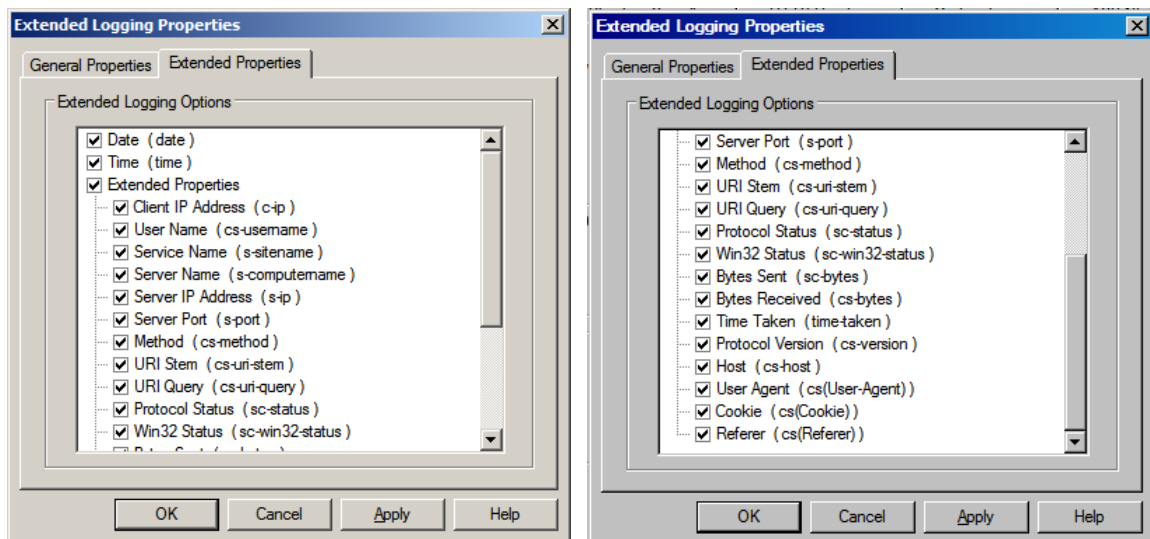 Extended Logging Properties
General Properties
Extended Properties
Extended Logging Options
Date ( date )
Time ( time )
Extended Properties
Client IP Address ( c-ip )
User Name ( cs-username )
Service Name ( s-sitename )
Server Name ( s-computername )
Server IP Address ( s-ip )
Server Port ( s-port )
Method ( cs-method )
URI Stem ( cs-uri-stem )
URI Query ( cs-uri-query )
Protocol Status ( sc-status )
Win32 Status ( sc-win32-status )
OK
Cancel
Apply
Help
Extended Logging Properties
General Properties
Extended Properties
Extended Logging Options
Server Port ( s-port )
Method ( cs-method )
URI Stem ( cs-uri-stem )
URI Query ( cs-uri-query )
Protocol Status ( sc-status )
Win32 Status ( sc-win32-status )
Bytes Sent ( sc-bytes )
Bytes Received ( cs-bytes )
Time Taken ( time-taken )
Protocol Version ( cs-version )
Host ( cs-host )
User Agent ( cs(User-Agent) )
Cookie ( cs(Cookie) )
Referer ( cs(Referer) )
OK
Cancel
Apply
Help